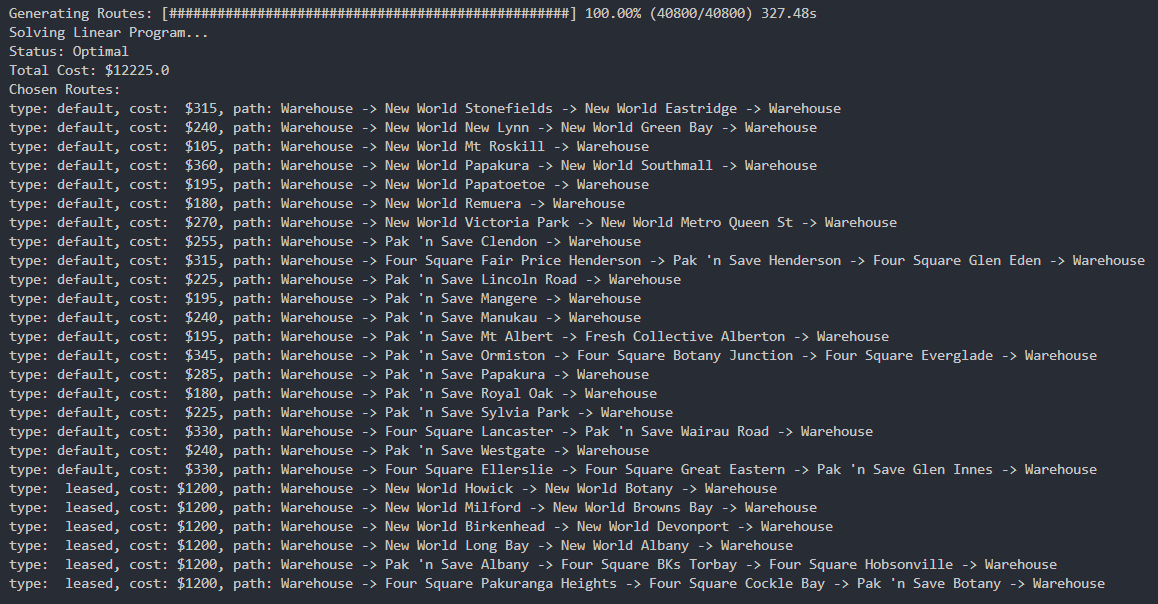 Generating Routes: [##################################################] 100.00% (40800/40800) 327.48s
Solving Linear Program...
Status: Optimal
Total Cost: $12225.0
Chosen Routes:
type: default, cost:  $315, path: Warehouse -> New World Stonefields -> New World Eastridge -> Warehouse
type: default, cost:  $240, path: Warehouse -> New World New Lynn -> New World Green Bay -> Warehouse
type: default, cost:  $105, path: Warehouse -> New World Mt Roskill -> Warehouse
type: default, cost:  $360, path: Warehouse -> New World Papakura -> New World Southmall -> Warehouse
type: default, cost:  $195, path: Warehouse -> New World Papatoetoe -> Warehouse
type: default, cost:  $180, path: Warehouse -> New World Remuera -> Warehouse
type: default, cost:  $270, path: Warehouse -> New World Victoria Park -> New World Metro Queen St -> Warehouse
type: default, cost:  $255, path: Warehouse -> Pak 'n Save Clendon -> Warehouse
type: default, cost:  $315, path: Warehouse -> Four Square Fair Price Henderson -> Pak 'n Save Henderson -> Four Square Glen Eden -> Warehouse
type: default, cost:  $225, path: Warehouse -> Pak 'n Save Lincoln Road -> Warehouse
type: default, cost:  $195, path: Warehouse -> Pak 'n Save Mangere -> Warehouse
type: default, cost:  $240, path: Warehouse -> Pak 'n Save Manukau -> Warehouse
type: default, cost:  $195, path: Warehouse -> Pak 'n Save Mt Albert -> Fresh Collective Alberton -> Warehouse
type: default, cost:  $345, path: Warehouse -> Pak 'n Save Ormiston -> Four Square Botany Junction -> Four Square Everglade -> Warehouse
type: default, cost:  $285, path: Warehouse -> Pak 'n Save Papakura -> Warehouse
type: default, cost:  $180, path: Warehouse -> Pak 'n Save Royal Oak -> Warehouse
type: default, cost:  $225, path: Warehouse -> Pak 'n Save Sylvia Park -> Warehouse
type: default, cost:  $330, path: Warehouse -> Four Square Lancaster -> Pak 'n Save Wairau Road -> Warehouse
type: default, cost:  $240, path: Warehouse -> Pak 'n Save Westgate -> Warehouse
type: default, cost:  $330, path: Warehouse -> Four Square Ellerslie -> Four Square Great Eastern -> Pak 'n Save Glen Innes -> Warehouse
type:  leased, cost: $1200, path: Warehouse -> New World Howick -> New World Botany -> Warehouse
type:  leased, cost: $1200, path: Warehouse -> New World Milford -> New World Browns Bay -> Warehouse
type:  leased, cost: $1200, path: Warehouse -> New World Birkenhead -> New World Devonport -> Warehouse
type:  leased, cost: $1200, path: Warehouse -> New World Long Bay -> New World Albany -> Warehouse
type:  leased, cost: $1200, path: Warehouse -> Pak 'n Save Albany -> Four Square BKs Torbay -> Four Square Hobsonville -> Warehouse
type:  leased, cost: $1200, path: Warehouse -> Four Square Pakuranga Heights -> Four Square Cockle Bay -> Pak 'n Save Botany -> Warehouse